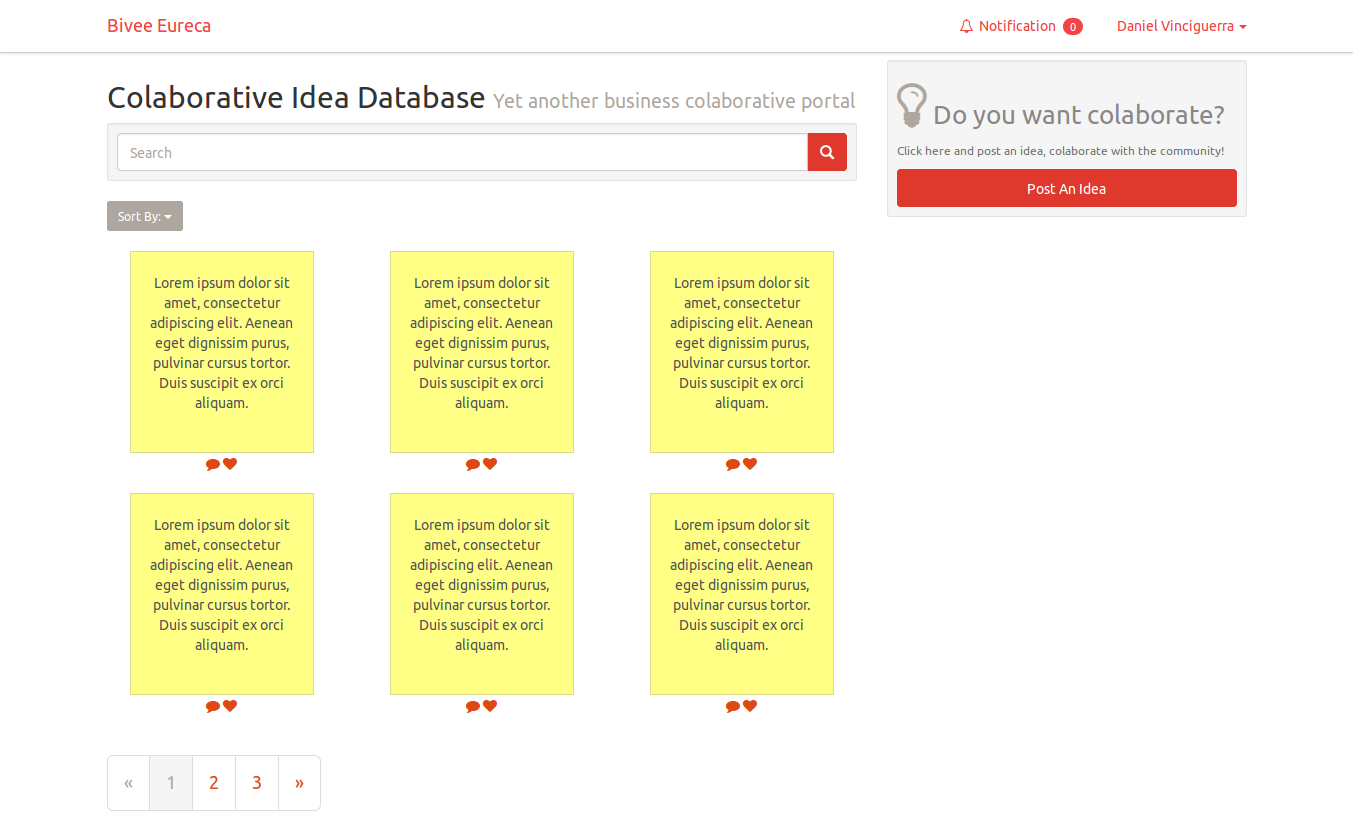 Bivee Eureca
Notification 0
Daniel Vinciguerra
Colaborative Idea Database Yet another business colaborative portal
Search
Sort By:
Do you want colaborate?
Click here and post an idea, colaborate with the community!
Post An Idea
Lorem ipsum dolor sit
amet, consectetur
adipiscing elit. Aenean
eget dignissim purus,
pulvinar cursus tortor.
Duis suscipit ex orci
aliquam.
Lorem ipsum dolor sit
amet, consectetur
adipiscing elit. Aenean
eget dignissim purus,
pulvinar cursus tortor.
Duis suscipit ex orci
aliquam.
Lorem ipsum dolor sit
amet, consectetur
adipiscing elit. Aenean
eget dignissim purus,
pulvinar cursus tortor.
Duis suscipit ex orci
aliquam.
Lorem ipsum dolor sit
amet, consectetur
adipiscing elit. Aenean
eget dignissim purus,
pulvinar cursus tortor.
Duis suscipit ex orci
aliquam.
Lorem ipsum dolor sit
amet, consectetur
adipiscing elit. Aenean
eget dignissim purus,
pulvinar cursus tortor.
Duis suscipit ex orci
aliquam.
Lorem ipsum dolor sit
amet, consectetur
adipiscing elit. Aenean
eget dignissim purus,
pulvinar cursus tortor.
Duis suscipit ex orci
aliquam.
« 1 2 3 »